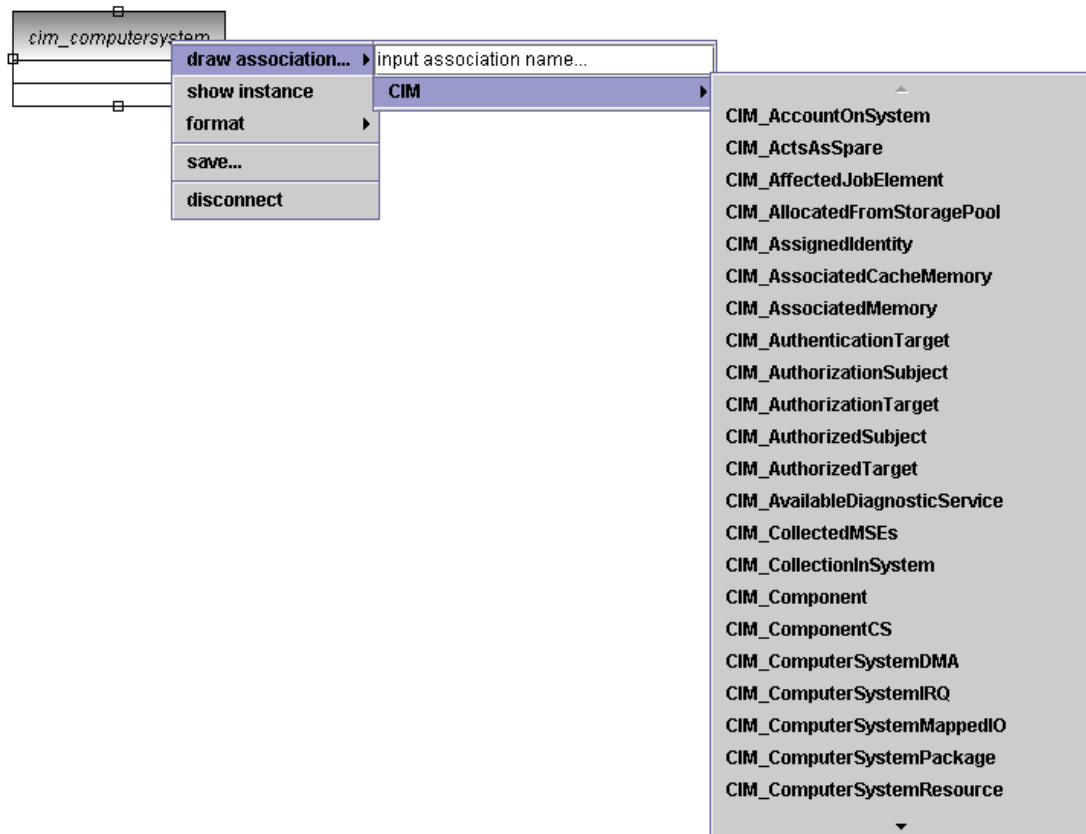 cim_computersystem
draw association...
show instance
format
save...
disconnect
input association name...
CIM
CIM_AccountOnSystem
CIM_ActsAsSpare
CIM_AffectedJobElement
CIM_AllocatedFromStoragePool
CIM_AssignedIdentity
CIM_AssociatedCacheMemory
CIM_AssociatedMemory
CIM_AuthenticationTarget
CIM_AuthorizationSubject
CIM_AuthorizationTarget
CIM_AuthorizedSubject
CIM_AuthorizedTarget
CIM_AvailableDiagnosticService
CIM_CollectedMSEs
CIM_CollectionInSystem
CIM_Component
CIM_ComponentCS
CIM_ComputerSystemDMA
CIM_ComputerSystemIRQ
CIM_ComputerSystemMappedIO
CIM_ComputerSystemPackage
CIM_ComputerSystemResource